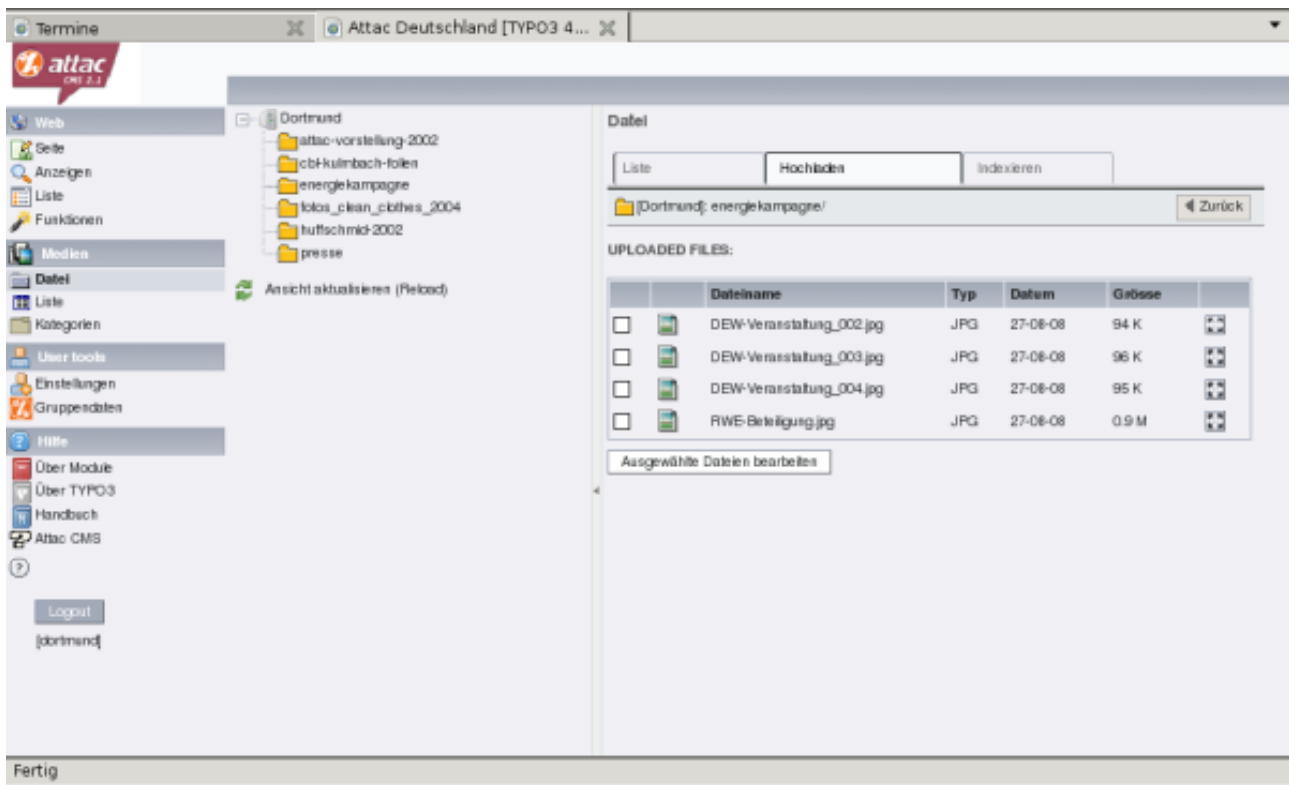 Termine
Attac Deutschland [TYPO3 4...
attac
CMS 2.1
Web
Seite
Anzeigen
Liste
Funktionen
Medien
Datei
Liste
Kategorien
User tools
Einstellungen
Gruppendaten
Hilfe
Über Module
Über TYPO3
Handbuch
Attac CMS
Logout
[dortmund]
Dortmund
attac-vorstellung-2002
cbl-kulmbach-folien
energiekampagne
fotos_clean_clothes_2004
huffschmid-2002
presse
Ansicht aktualisieren (Reload)
Datei
Liste Hochladen Indexieren
[Dortmund]: energiekampagne/ Zurück
UPLOADED FILES:
Dateiname Typ Datum Grösse
DEW-Veranstaltung_002.jpg JPG 27-08-08 94 K
DEW-Veranstaltung_003.jpg JPG 27-08-08 96 K
DEW-Veranstaltung_004.jpg JPG 27-08-08 95 K
RWE-Beteiligung.jpg JPG 27-08-08 0.9 M
Ausgewählte Dateien bearbeiten
Fertig